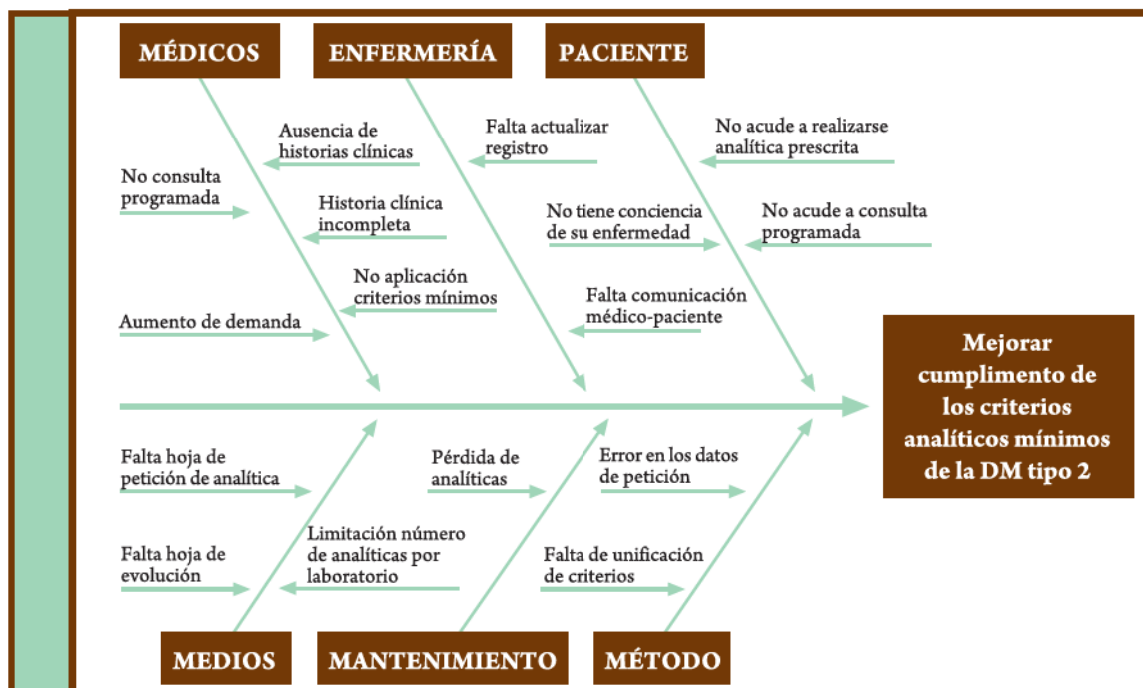 MÉDICOS
ENFERMERÍA
PACIENTE
Ausencia de
historias clínicas
No consulta
programada
Historia clínica
incompleta
No aplicación
criterios mínimos
Aumento de demanda
Falta actualizar
registro
Falta comunicación
médico-paciente
No acude a realizarse
analítica prescrita
No tiene conciencia
de su enfermedad
No acude a consulta
programada
Mejorar
cumplimento de
los criterios
analíticos mínimos
de la DM tipo 2
Falta hoja de
petición de analítica
Falta hoja de
evolución
Limitación número
de analíticas por
laboratorio
Pérdida de
analíticas
Error en los datos
de petición
Falta de unificación
de criterios
MEDIOS
MANTENIMIENTO
MÉTODO